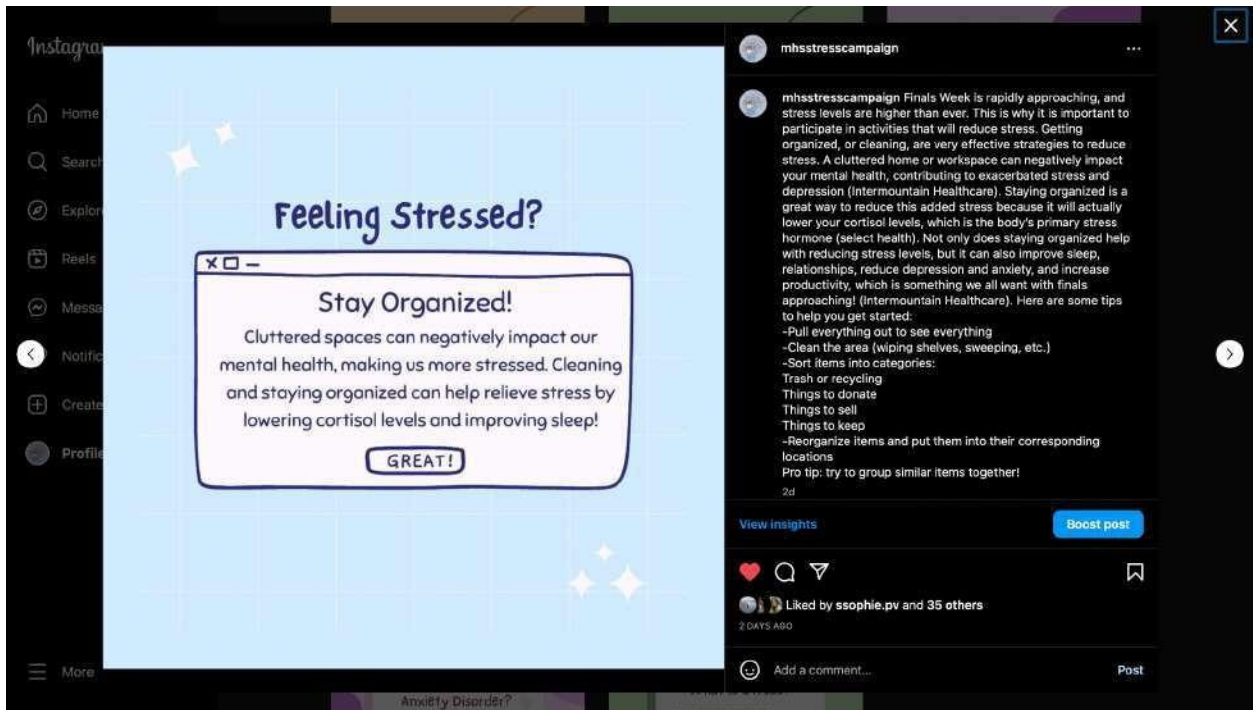 Instagra
Home
Search
Explor
Reels
Messa
Notific
Create
Profile
More
Feeling Stressed?
Stay Organized!
Cluttered spaces can negatively impact our
mental health, making us more stressed. Cleaning
and staying organized can help relieve stress by
lowering cortisol levels and improving sleep!
GREAT!
mhsstresscampaign
mhsstresscampaign Finals Week is rapidly approaching, and
stress levels are higher than ever. This is why it is important to
participate in activities that will reduce stress. Getting
organized, or cleaning, are very effective strategies to reduce
stress. A cluttered home or workspace can negatively impact
your mental health, contributing to exacerbated stress and
depression (Intermountain Healthcare). Staying organized is a
great way to reduce this added stress because it will actually
lower your cortisol levels, which is the body's primary stress
hormone (select health). Not only does staying organized help
with reducing stress levels, but it can also improve sleep,
relationships, reduce depression and anxiety, and increase
productivity, which is something we all want with finals
approaching! (Intermountain Healthcare). Here are some tips
to help you get started:
-Pull everything out to see everything
-Clean the area (wiping shelves, sweeping, etc.)
-Sort items into categories:
Trash or recycling
Things to donate
Things to sell
Things to keep
-Reorganize items and put them into their corresponding
locations
Pro tip: try to group similar items together!
2d
View insights
Boost post
Liked by ssophie.pv and 35 others
2 DAYS AGO
Add a comment...
Post
Anxiety Disorder?